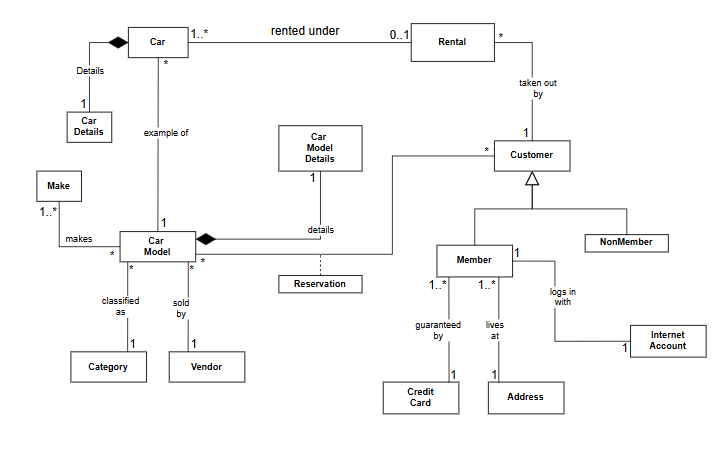 1..*
rented under
0..1
Car
Rental
*
*
Details
taken out
by
1
Car
Details
example of
Car
Model
Details
1
*
Customer
1
Make
1..*
1
details
makes
*
Car
Model
*
*
*
NonMember
Member
1
Reservation
1..*
1..*
logs in
with
classified
as
sold
by
guaranteed
by
lives
at
Internet
Account
1
1
1
Category
Vendor
1
1
Credit
Card
Address